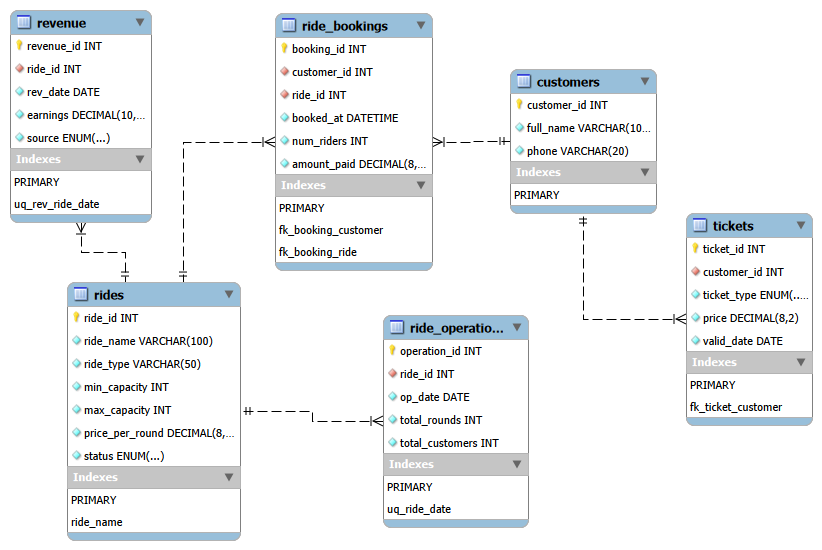 revenue
revenue_id INT
ride_id INT
rev_date DATE
earnings DECIMAL(10,...
source ENUM(...)
Indexes
PRIMARY
uq_rev_ride_date
ride_bookings
booking_id INT
customer_id INT
ride_id INT
booked_at DATETIME
num_riders INT
amount_paid DECIMAL(8,...
Indexes
PRIMARY
fk_booking_customer
fk_booking_ride
customers
customer_id INT
full_name VARCHAR(10...
phone VARCHAR(20)
Indexes
PRIMARY
tickets
ticket_id INT
customer_id INT
ticket_type ENUM(...
price DECIMAL(8,2)
valid_date DATE
Indexes
PRIMARY
fk_ticket_customer
rides
ride_id INT
ride_name VARCHAR(100)
ride_type VARCHAR(50)
min_capacity INT
max_capacity INT
price_per_round DECIMAL(8,...
status ENUM(...)
Indexes
PRIMARY
ride_name
ride_operatio...
operation_id INT
ride_id INT
op_date DATE
total_rounds INT
total_customers INT
Indexes
PRIMARY
uq_ride_date